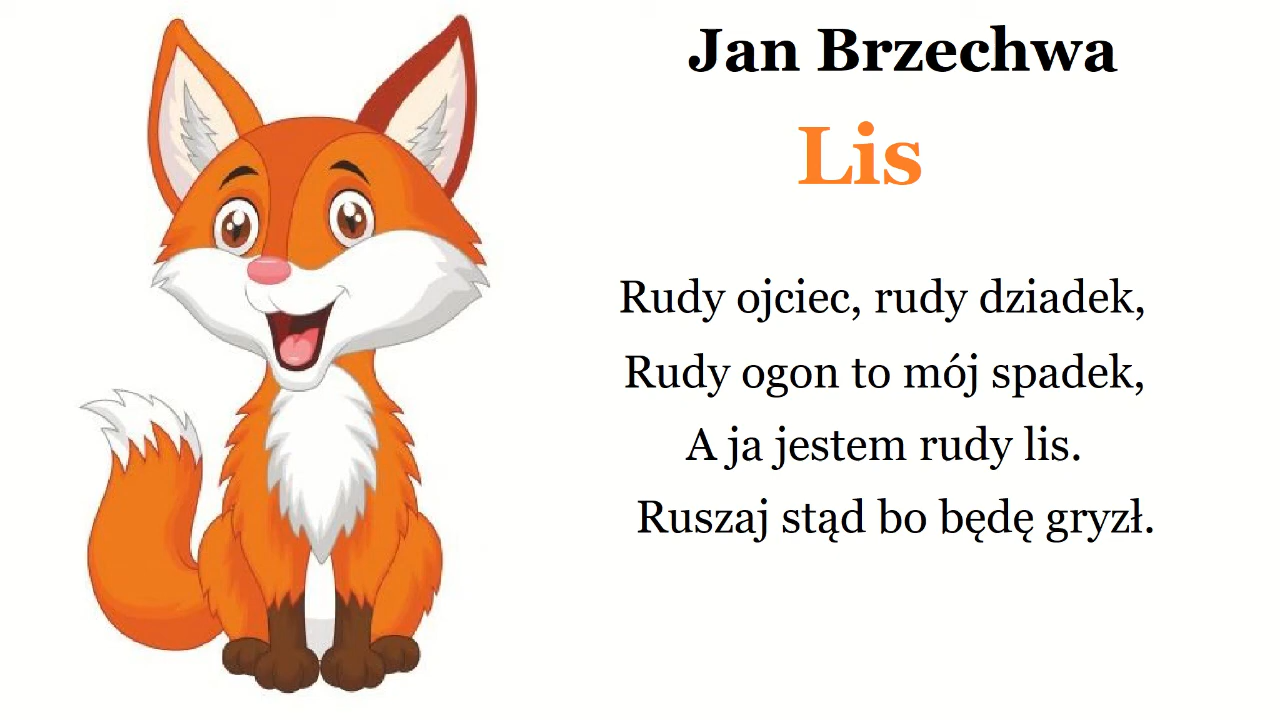 Jan Brzechwa
Lis
Rudy ojciec, rudy dziadek,
Rudy ogon to mój spadek,
A ja jestem rudy lis.
Ruszaj stąd bo będę gryzł.